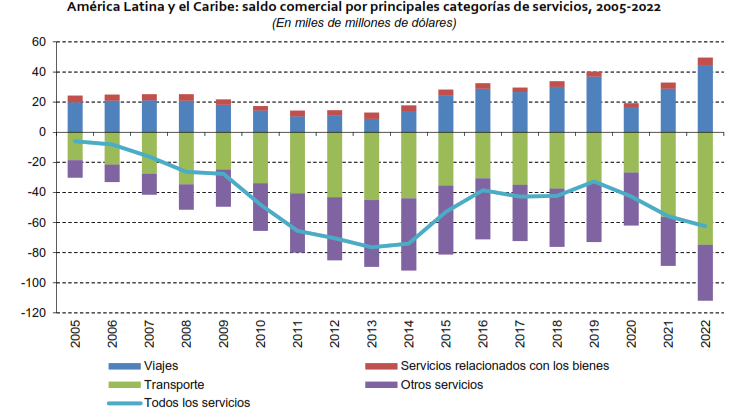 América Latina y el Caribe: saldo comercial por principales categorías de servicios, 2005-2022
(En miles de millones de dólares)
60
40
20
0
-20
-40
-60
-80
-100
-120
2005 2006 2007 2008 2009 2010 2011 2012 2013 2014 2015 2016 2017 2018 2019 2020 2021 2022
Viajes Servicios relacionados con los bienes
Transporte Otros servicios
Todos los servicios